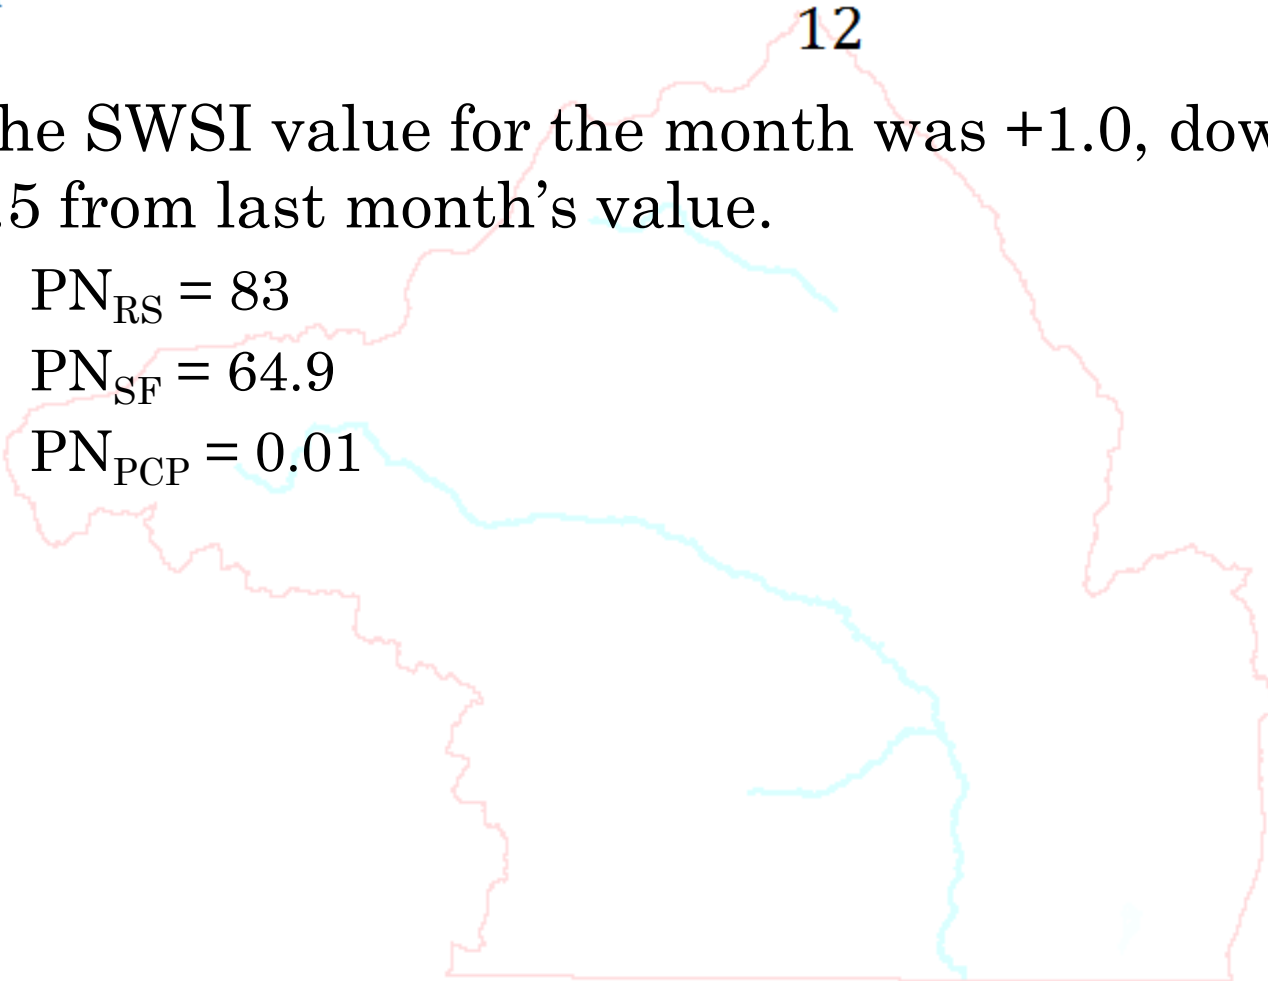 12
he SWSI value for the month was +1.0, dow
.5 from last month’s value.
PN_RS = 83
PN_SF = 64.9
PN_PCP = 0.01